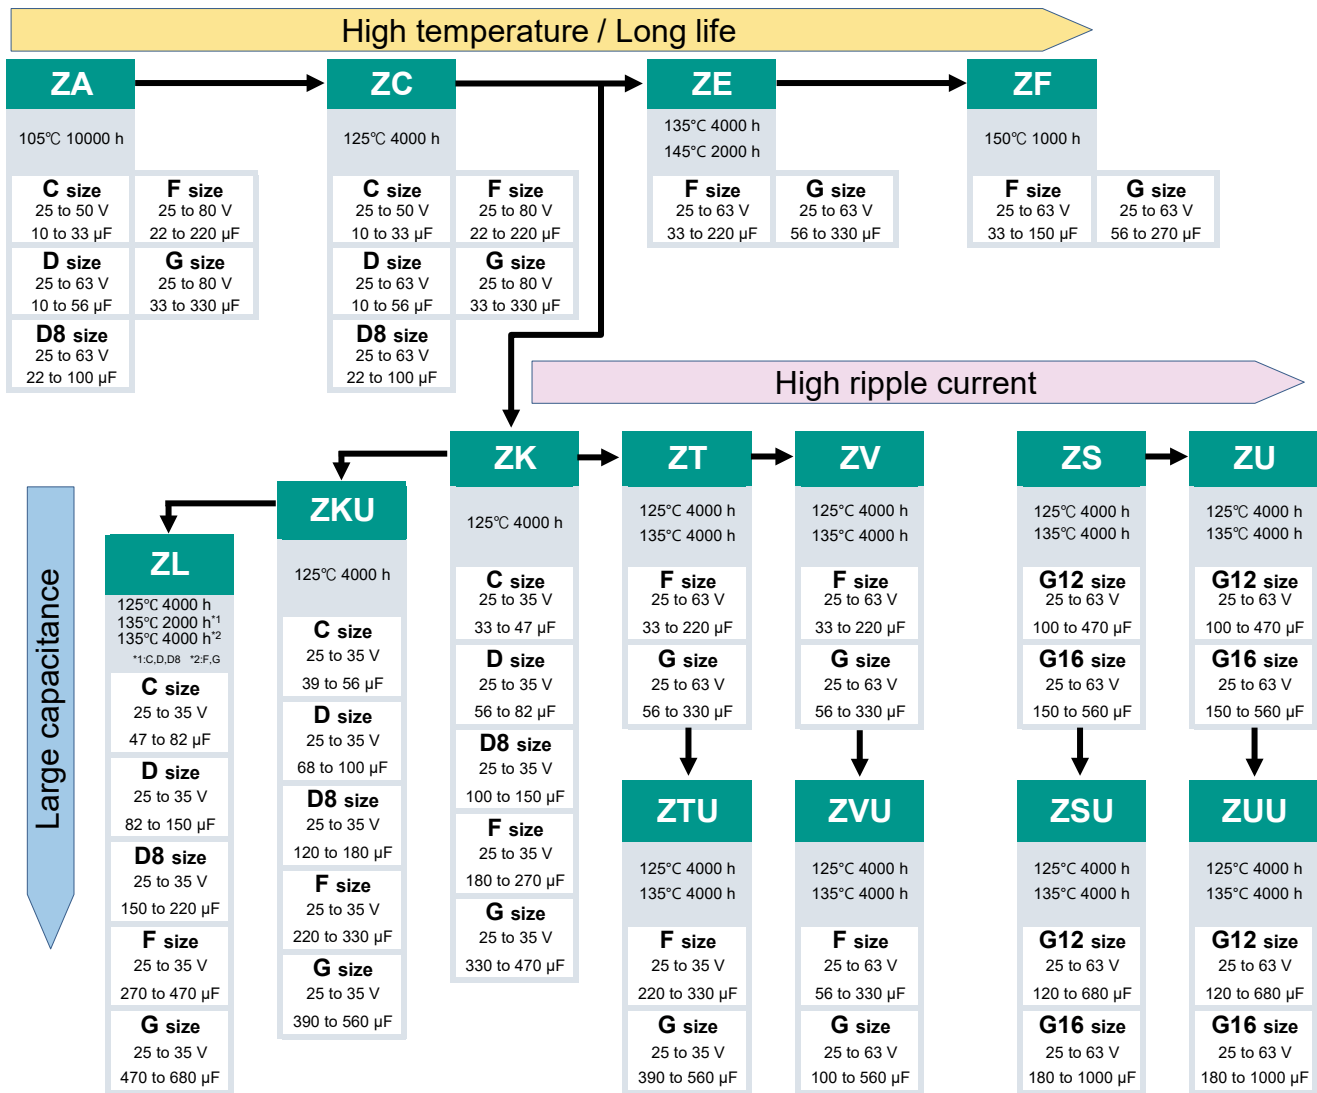 High temperature / Long life
ZA
105℃ 10000 h
C size
25 to 50 V
10 to 33 µF
F size
25 to 80 V
22 to 220 µF
D size
25 to 63 V
10 to 56 µF
G size
25 to 80 V
33 to 330 µF
D8 size
25 to 63 V
22 to 100 µF
ZC
125℃ 4000 h
C size
25 to 50 V
10 to 33 µF
F size
25 to 80 V
22 to 220 µF
D size
25 to 63 V
10 to 56 µF
G size
25 to 80 V
33 to 330 µF
D8 size
25 to 63 V
22 to 100 µF
ZE
135°C 4000 h
145°C 2000 h
F size
25 to 63 V
33 to 220 µF
G size
25 to 63 V
56 to 330 µF
ZF
150℃ 1000 h
F size
25 to 63 V
33 to 150 µF
G size
25 to 63 V
56 to 270 µF
High ripple current
Large capacitance
ZL
125℃ 4000 h
135℃ 2000 h*1
135℃ 4000 h*2
*1:C,D,D8 *2:F,G
C size
25 to 35 V
47 to 82 µF
D size
25 to 35 V
82 to 150 µF
D8 size
25 to 35 V
150 to 220 µF
F size
25 to 35 V
270 to 470 µF
G size
25 to 35 V
470 to 680 µF
ZKU
125℃ 4000 h
C size
25 to 35 V
39 to 56 µF
D size
25 to 35 V
68 to 100 µF
D8 size
25 to 35 V
120 to 180 µF
F size
25 to 35 V
220 to 330 µF
G size
25 to 35 V
390 to 560 µF
ZK
125℃ 4000 h
C size
25 to 35 V
33 to 47 µF
D size
25 to 35 V
56 to 82 µF
D8 size
25 to 35 V
100 to 150 µF
F size
25 to 35 V
180 to 270 µF
G size
25 to 35 V
330 to 470 µF
ZT
125℃ 4000 h
135℃ 4000 h
F size
25 to 63 V
33 to 220 µF
G size
25 to 63 V
56 to 330 µF
ZV
125℃ 4000 h
135℃ 4000 h
F size
25 to 63 V
33 to 220 µF
G size
25 to 63 V
56 to 330 µF
ZS
125℃ 4000 h
135℃ 4000 h
G12 size
25 to 63 V
100 to 470 µF
G16 size
25 to 63 V
150 to 560 µF
ZU
125℃ 4000 h
135℃ 4000 h
G12 size
25 to 63 V
100 to 470 µF
G16 size
25 to 63 V
150 to 560 µF
ZTU
125℃ 4000 h
135℃ 4000 h
F size
25 to 35 V
220 to 330 µF
G size
25 to 35 V
390 to 560 µF
ZVU
125℃ 4000 h
135℃ 4000 h
F size
25 to 63 V
56 to 330 µF
G size
25 to 63 V
100 to 560 µF
ZSU
125℃ 4000 h
135℃ 4000 h
G12 size
25 to 63 V
120 to 680 µF
G16 size
25 to 63 V
180 to 1000 µF
ZUU
125℃ 4000 h
135℃ 4000 h
G12 size
25 to 63 V
120 to 680 µF
G16 size
25 to 63 V
180 to 1000 µF